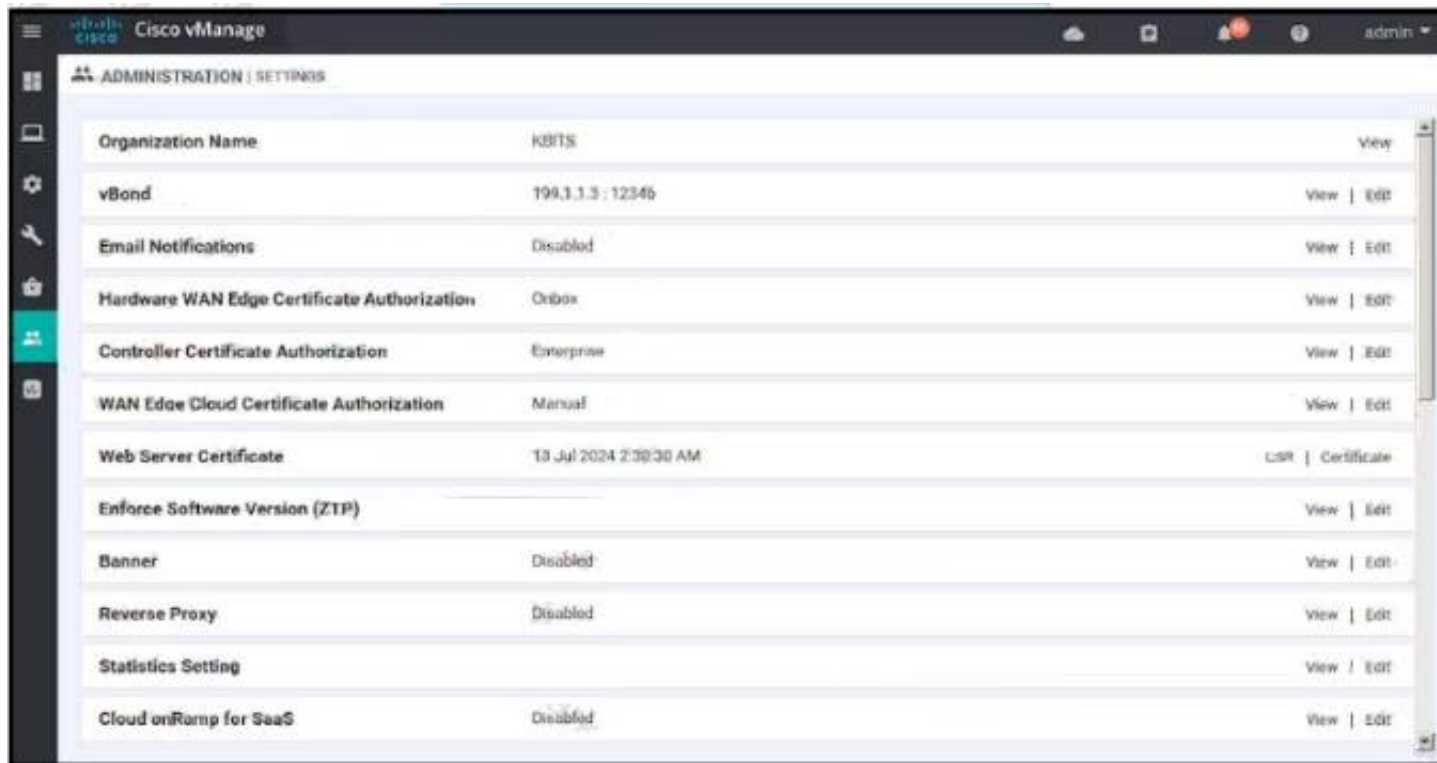 CISCO Cisco vManage admin
ADMINISTRATION | SETTINGS
Organization Name KBITS View
vBond 199.1.1.3 : 12346 View | Edit
Email Notifications Disabled View | Edit
Hardware WAN Edge Certificate Authorization Onbox View | Edit
Controller Certificate Authorization Enterprise View | Edit
WAN Edge Cloud Certificate Authorization Manual View | Edit
Web Server Certificate 13 Jul 2024 AM CSR | Certificate
Enforce Software Version (ZTP) View | Edit
Banner Disabled View | Edit
Reverse Proxy Disabled View | Edit
Statistics Setting View | Edit
Cloud onRamp for SaaS Disabled View | Edit